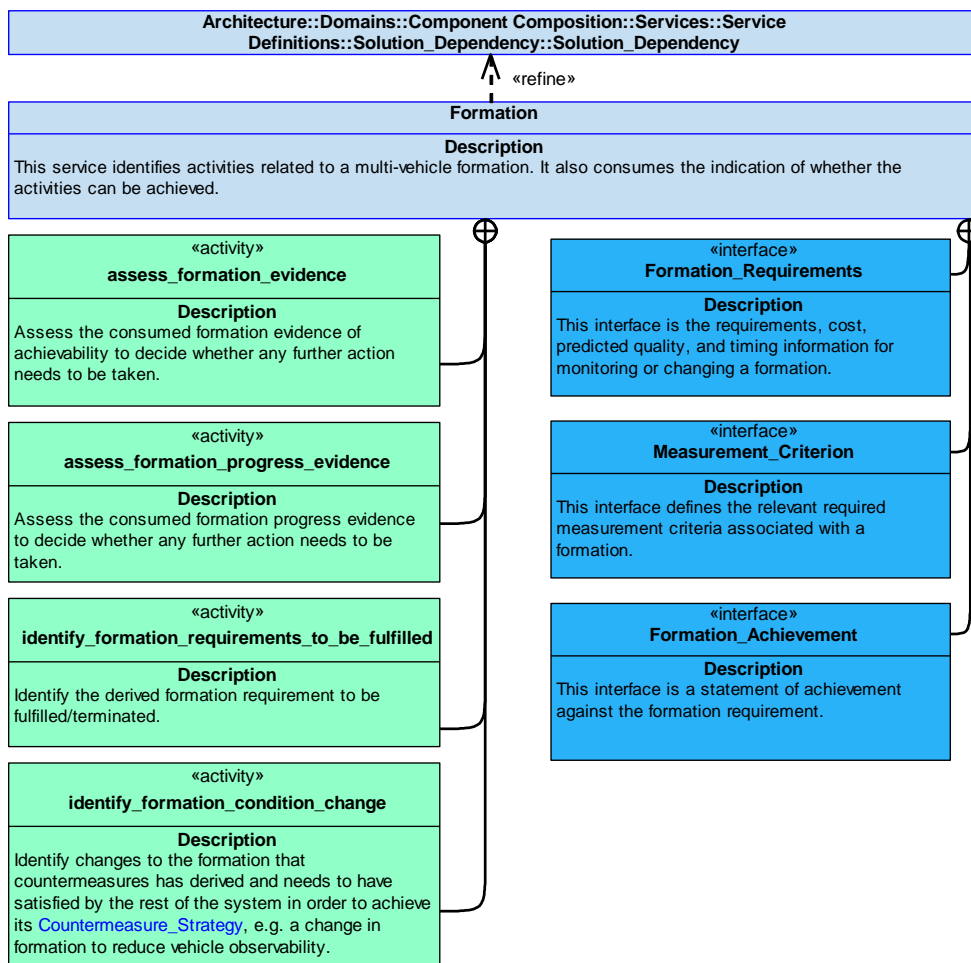 Architecture::Domains::Component Composition::Services::Service
Definitions::Solution_Dependency::Solution_Dependency
«refine»
Formation
Description
This service identifies activities related to a multi-vehicle formation. It also consumes the indication of whether the
activities can be achieved.
«activity»
assess_formation_evidence
Description
Assess the consumed formation evidence of
achievability to decide whether any further action
needs to be taken.
«activity»
assess_formation_progress_evidence
Description
Assess the consumed formation progress evidence
to decide whether any further action needs to be
taken.
«activity»
identify_formation_requirements_to_be_fulfilled
Description
Identify the derived formation requirement to be
fulfilled/terminated.
«activity»
identify_formation_condition_change
Description
Identify changes to the formation that
countermeasures has derived and needs to have
satisfied by the rest of the system in order to achieve
its Countermeasure_Strategy, e.g. a change in
formation to reduce vehicle observability.
«interface»
Formation_Requirements
Description
This interface is the requirements, cost,
predicted quality, and timing information for
monitoring or changing a formation.
«interface»
Measurement_Criterion
Description
This interface defines the relevant required
measurement criteria associated with a
formation.
«interface»
Formation_Achievement
Description
This interface is a statement of achievement
against the formation requirement.